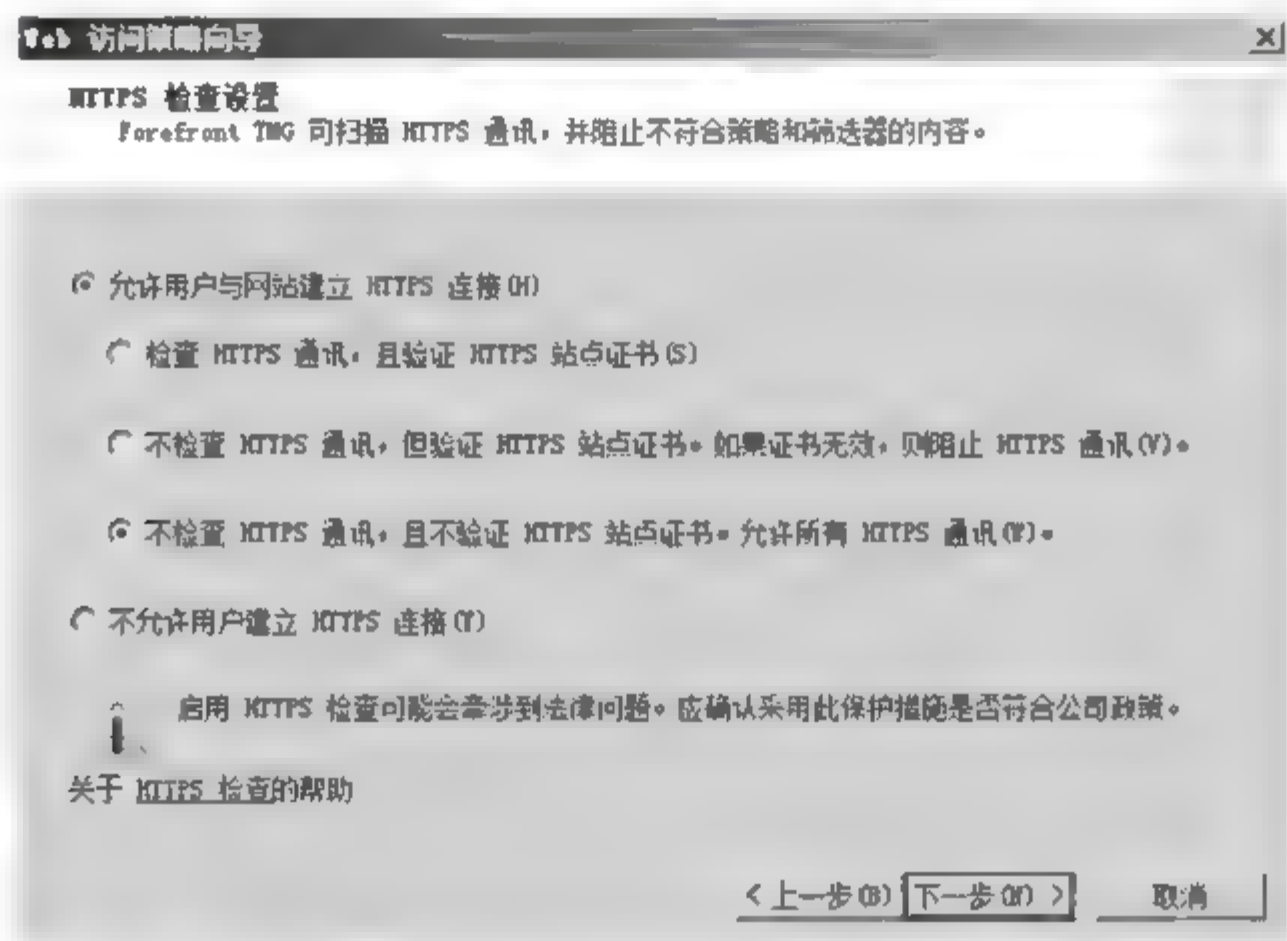 Web 访问策略向导
HTTPS 检查设置
Forefront TMG 可扫描 HTTPS 通讯，并阻止不符合策略和筛选器的内容。
允许用户与网站建立 HTTPS 连接(H)
检查 HTTPS 通讯，且验证 HTTPS 站点证书(S)
不检查 HTTPS 通讯，但验证 HTTPS 站点证书。如果证书无效，则阻止 HTTPS 通讯(V)。
不检查 HTTPS 通讯，且不验证 HTTPS 站点证书。允许所有 HTTPS 通讯(W)。
不允许用户建立 HTTPS 连接(T)
启用 HTTPS 检查可能会牵涉到法律问题。应确认采用此保护措施是否符合公司政策。
关于 HTTPS 检查的帮助
< 上一步(B) 下一步(N) > 取消